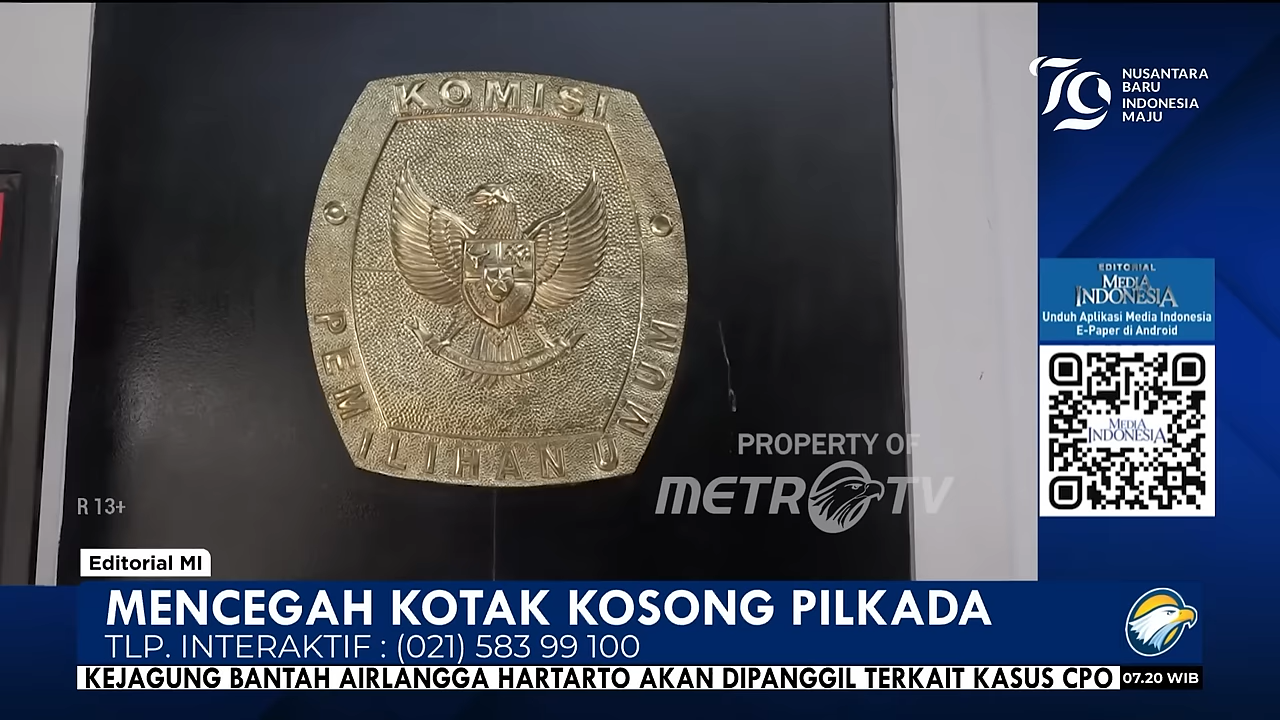 KOMISI
PEMILIHAN UMUM
79
NUSANTARA
BARU
INDONESIA
MAJU
EDITORIAL
MEDIA
INDONESIA
Unduh Aplikasi Media Indonesia
E-Paper di Android
MEDIA
INDONESIA
PROPERTY OF
METRO TV
R 13+
Editorial MI
MENCEGAH KOTAK KOSONG PILKADA
TLP. INTERAKTIF : (021) 583 99 100
KEJAGUNG BANTAH AIRLANGGA HARTARTO AKAN DIPANGGIL TERKAIT KASUS CPO
07.20 WIB